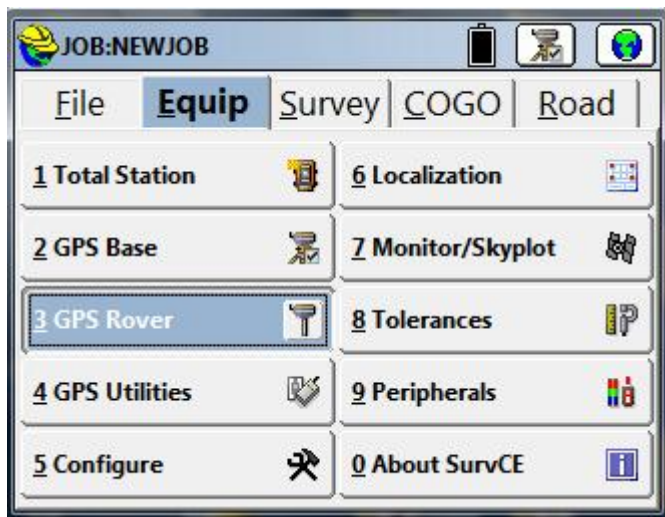 JOB:NEWJOB
File Equip Survey COGO Road
1 Total Station
2 GPS Base
3 GPS Rover
4 GPS Utilities
5 Configure
6 Localization
7 Monitor/Skyplot
8 Tolerances
9 Peripherals
0 About SurvCE